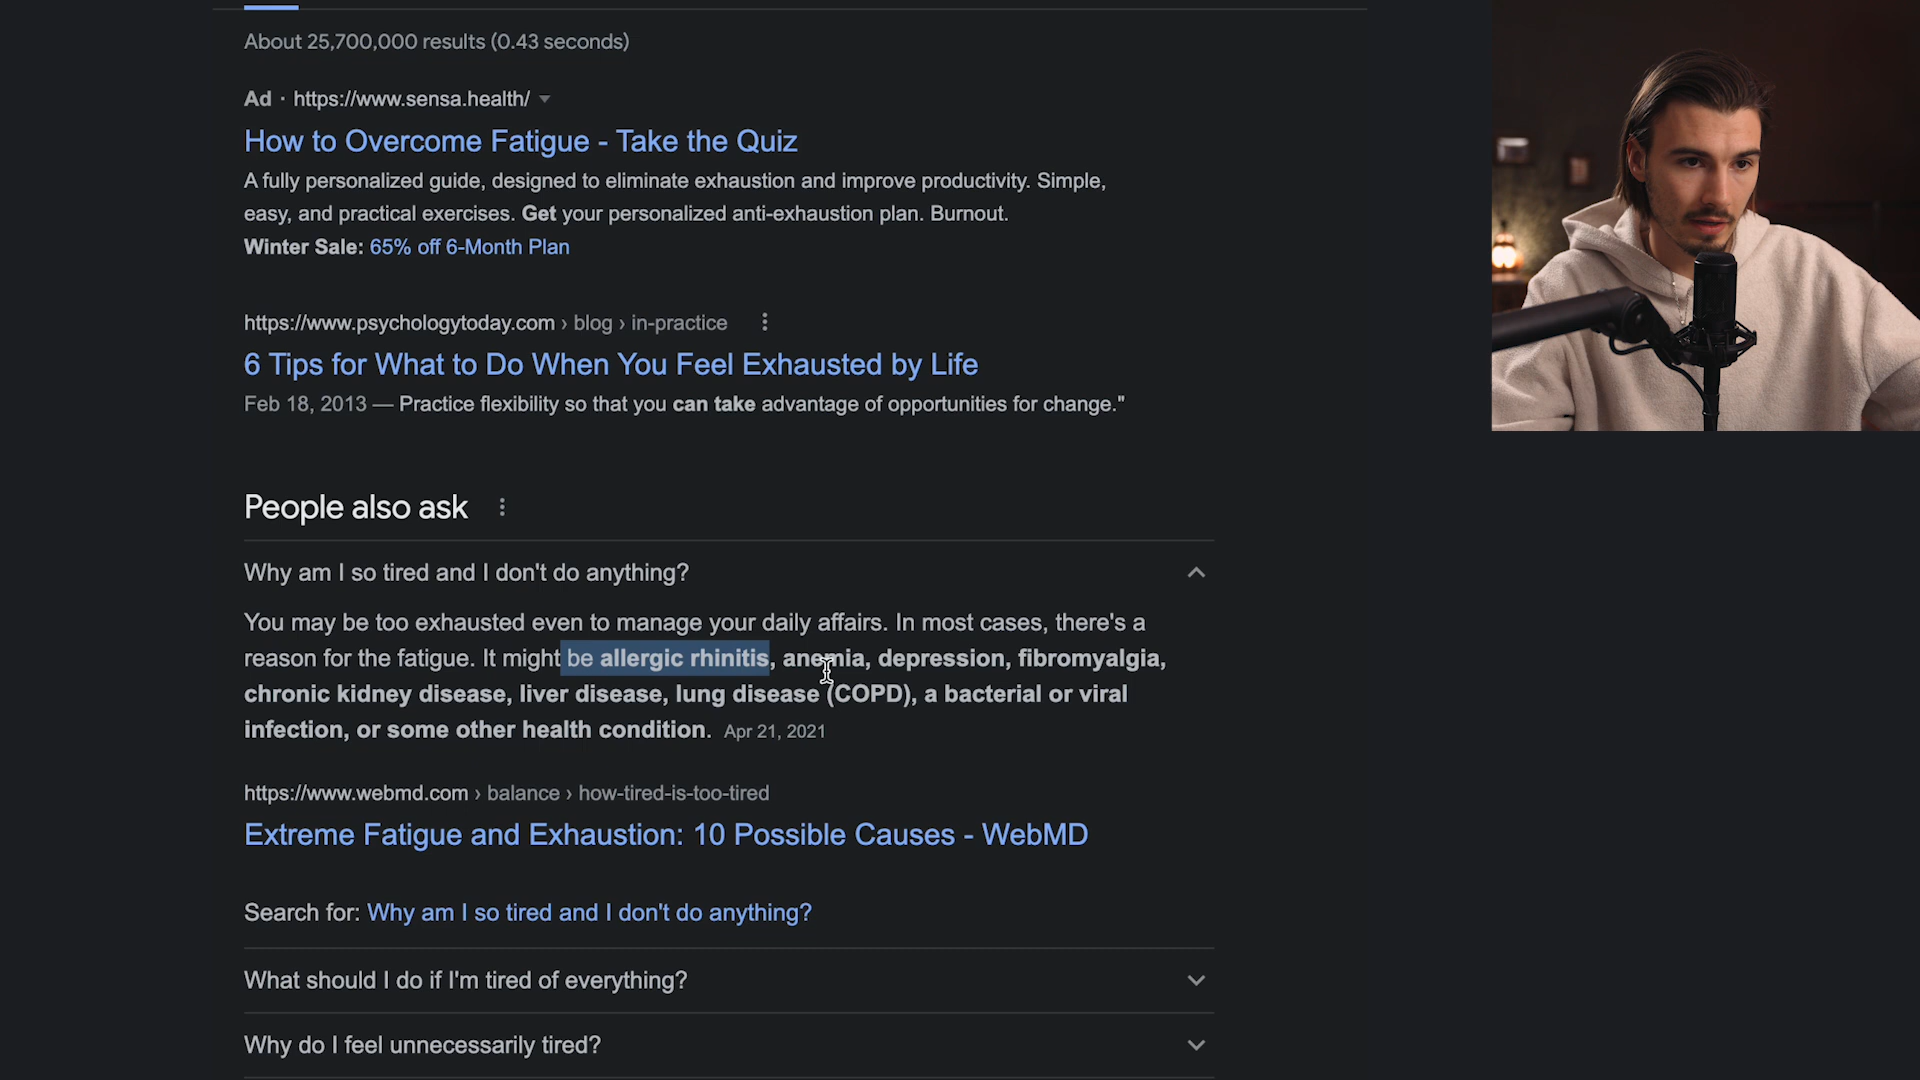 About 25,700,000 results (0.43 seconds)
Ad · https://www.sensa.health/
How to Overcome Fatigue - Take the Quiz
A fully personalized guide, designed to eliminate exhaustion and improve productivity. Simple,
easy, and practical exercises. Get your personalized anti-exhaustion plan. Burnout.
Winter Sale: 65% off 6-Month Plan
https://www.psychologytoday.com › blog › in-practice
6 Tips for What to Do When You Feel Exhausted by Life
Feb 18, 2013 — Practice flexibility so that you can take advantage of opportunities for change."
People also ask
Why am I so tired and I don't do anything?
You may be too exhausted even to manage your daily affairs. In most cases, there's a
reason for the fatigue. It might be allergic rhinitis, anemia, depression, fibromyalgia,
chronic kidney disease, liver disease, lung disease (COPD), a bacterial or viral
infection, or some other health condition. Apr 21, 2021
https://www.webmd.com › balance › how-tired-is-too-tired
Extreme Fatigue and Exhaustion: 10 Possible Causes - WebMD
Search for: Why am I so tired and I don't do anything?
What should I do if I'm tired of everything?
Why do I feel unnecessarily tired?